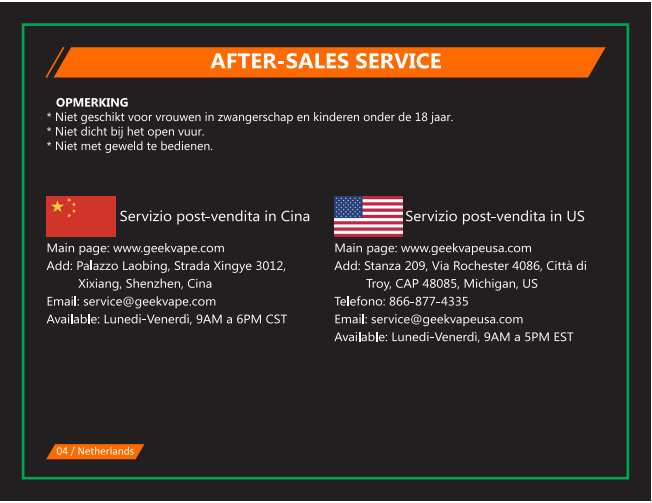 AFTER-SALES SERVICE
OPMERKING
* Niet geschikt voor vrouwen in zwangerschap en kinderen onder de 18 jaar.
* Niet dicht bij het open vuur.
* Niet met geweld te bedienen.
Servizio post-vendita in Cina
Main page: www.geekvape.com
Add: Palazzo Laobing, Strada Xingye 3012,
Xixiang, Shenzhen, Cina
Email: service@geekvape.com
Available: Lunedi-Venerdì, 9AM a 6PM CST
Servizio post-vendita in US
Main page: www.geekvapeusa.com
Add: Stanza 209, Via Rochester 4086, Città di
Troy, CAP 48085, Michigan, US
Telefono: 866-877-4335
Email: service@geekvapeusa.com
Available: Lunedi-Venerdì, 9AM a 5PM EST
04 / Netherlands